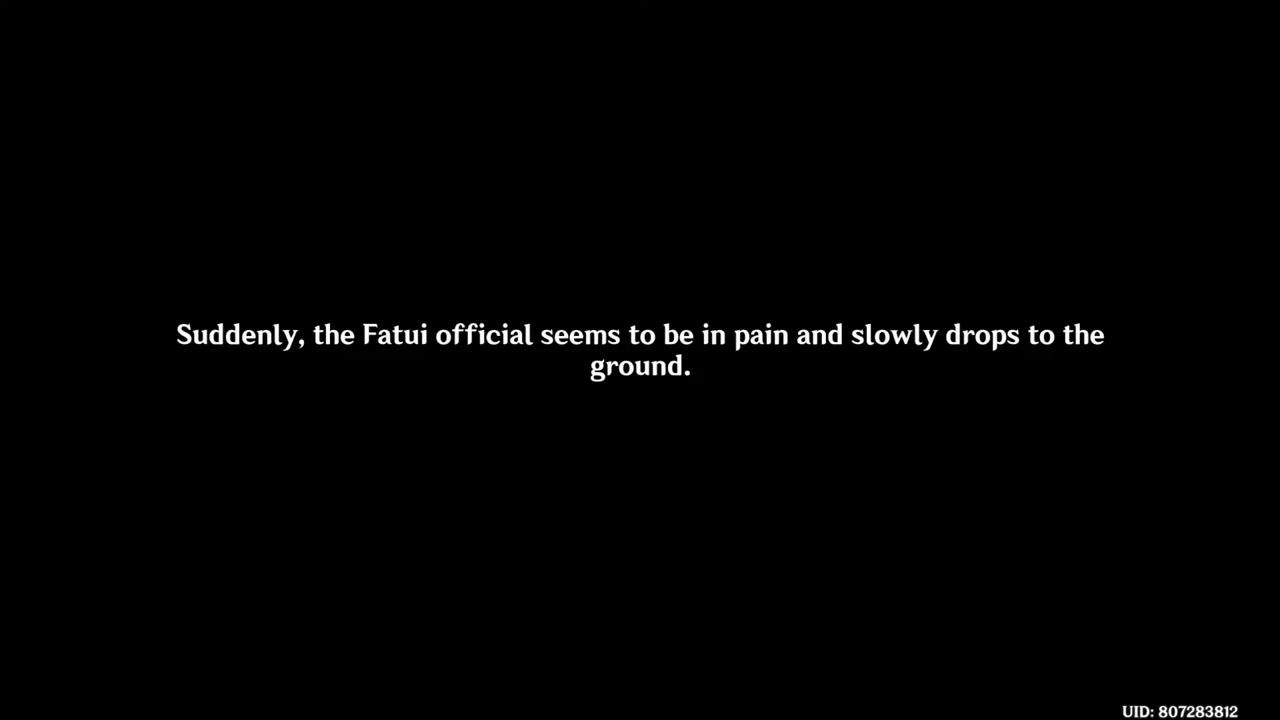 Suddenly, the Fatui official seems to be in pain and slowly drops to the
ground.
UID: 807283812